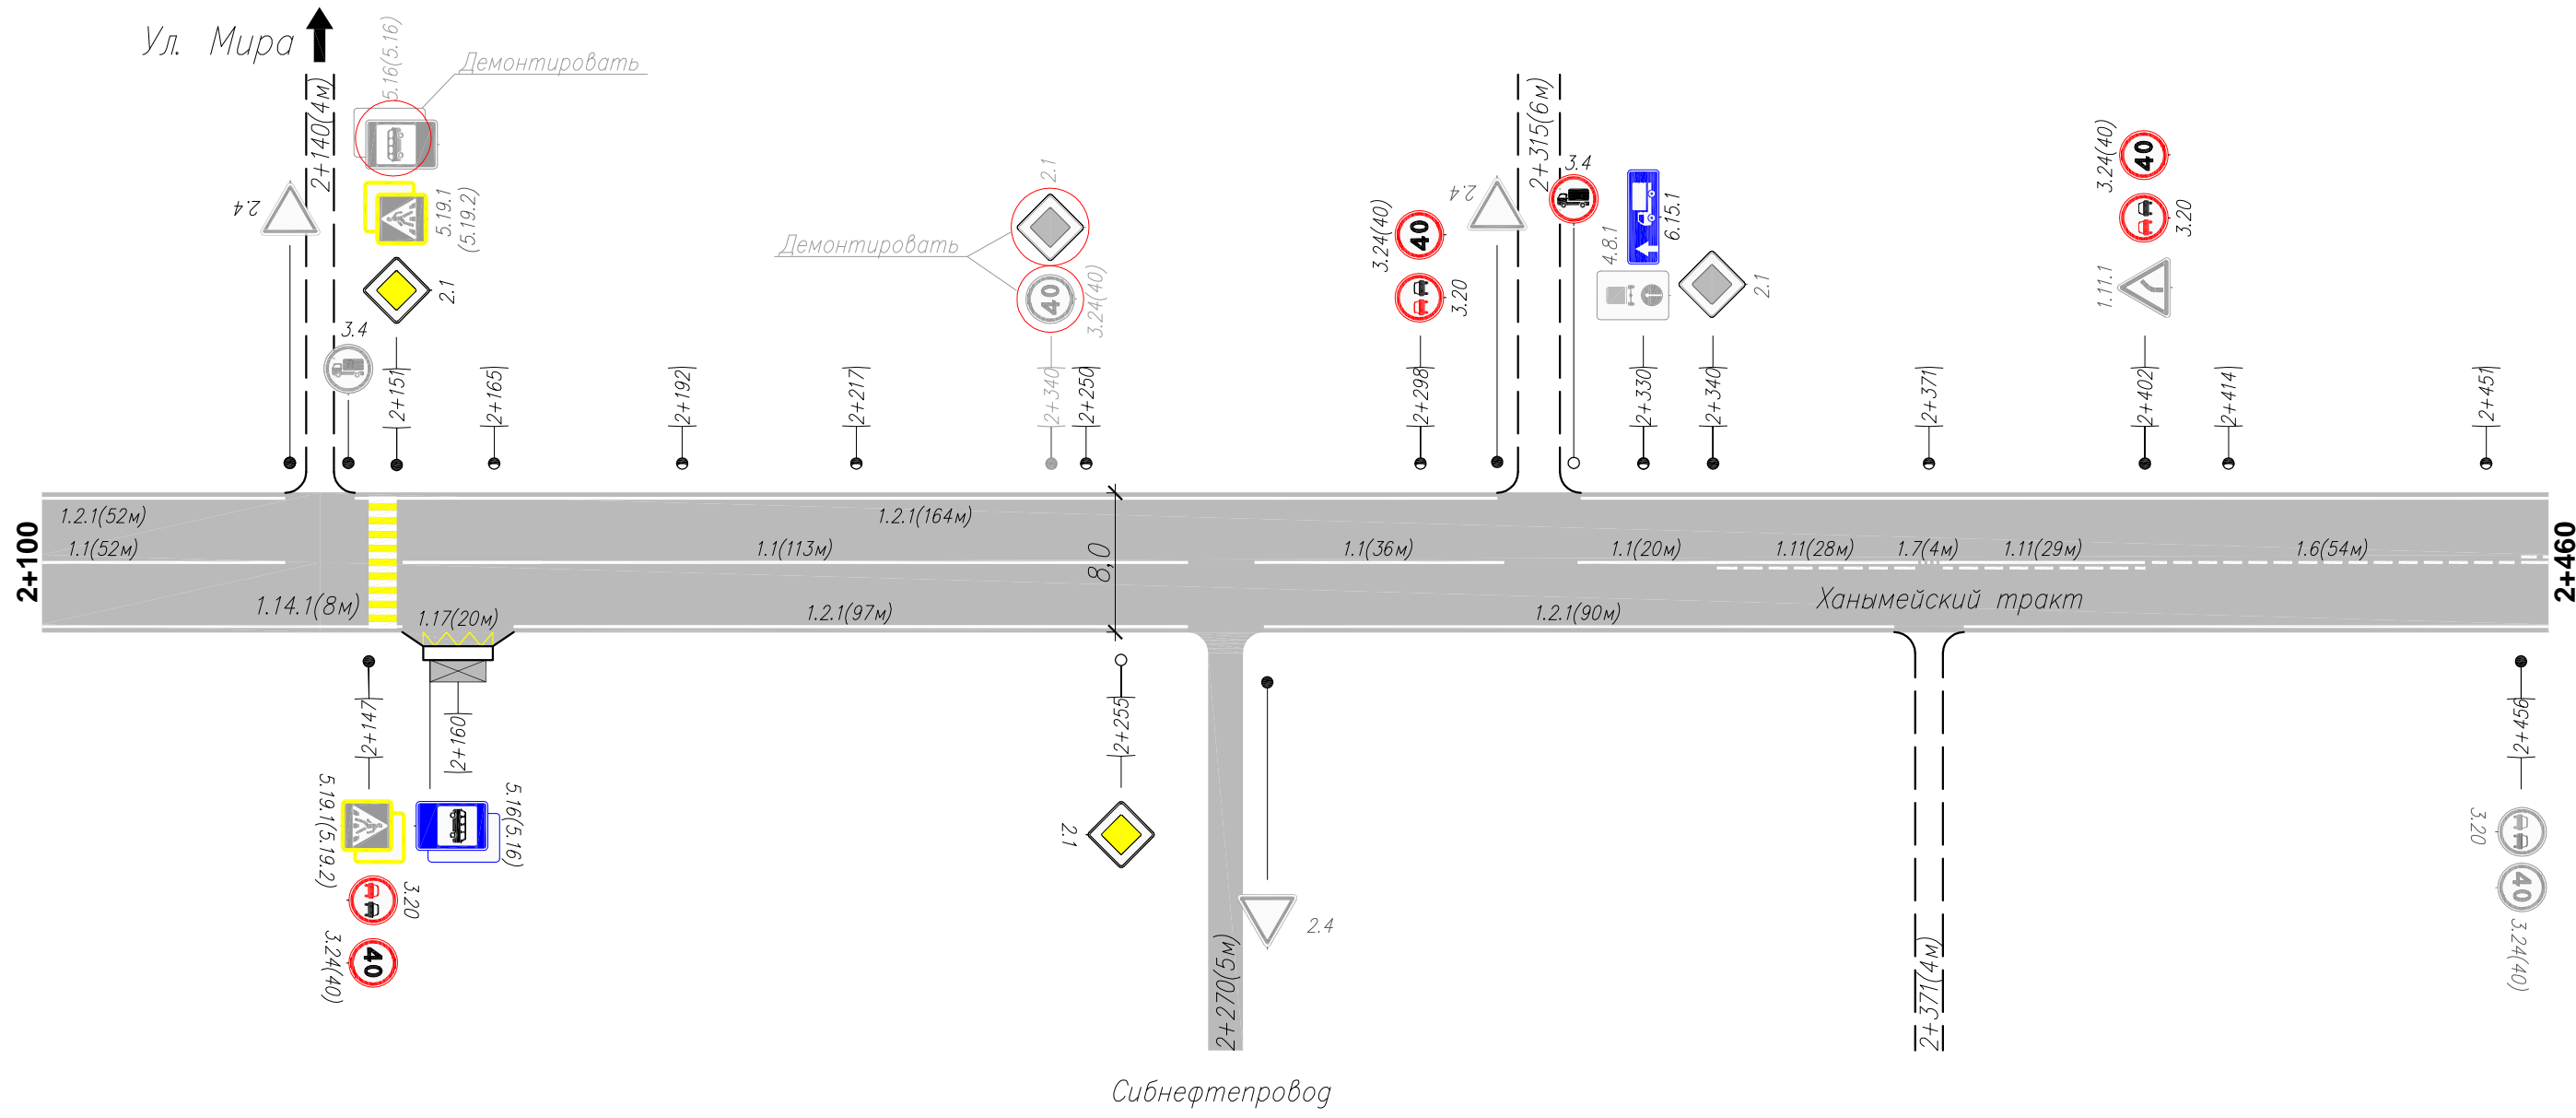 Ул. Мира
2+140(4м)
5.16(5.16)
Демонтировать
2.4
5.19.1
(5.19.2)
2.1
3.4
2+151
2+165
2+192
2+217
Демонтировать
2.1
40
3.24(40)
2+340
2+250
3.24(40)
40
3.20
2+298
2.4
2+315(6м)
3.4
6.15.1
4.8.1
2.1
2+330
2+340
2+371
3.24(40)
40
3.20
1.11.1
2+402
2+414
2+451
2+100
1.2.1(52м)
1.1(52м)
1.2.1(164м)
1.1(113м)
8,0
1.1(36м)
1.1(20м)
1.11(28м)
1.7(4м)
1.11(29м)
1.6(54м)
2+460
1.14.1(8м)
1.17(20м)
1.2.1(97м)
1.2.1(90м)
Ханымейский тракт
2+147
2+160
5.19.1(5.19.2)
5.16(5.16)
3.20
3.24(40)
40
2+255
2.1
2+270(5м)
2.4
2+371(4м)
2+456
3.20
40
3.24(40)
Сибнефтепровод